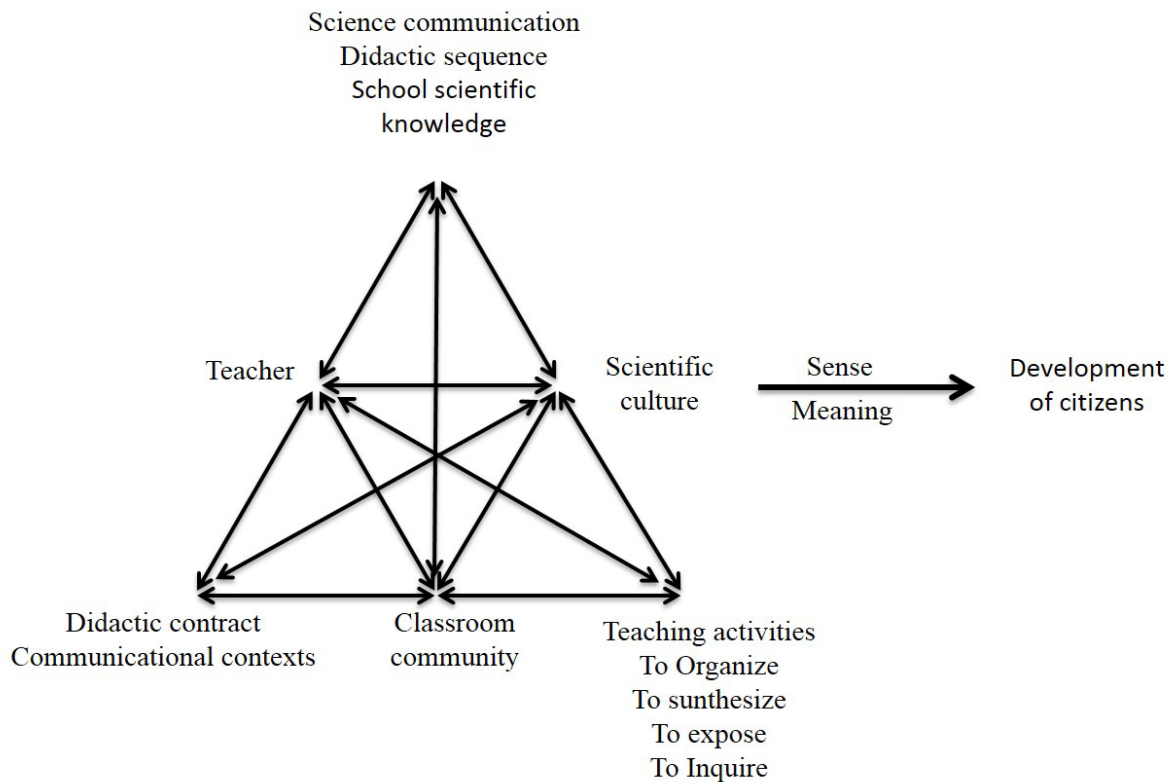 Science communication
Didactic sequence
School scientific
knowledge
Teacher
Scientific
culture
Sense
Meaning
Development
of citizens
Didactic contract
Communicational contexts
Classroom
community
Teaching activities
To Organize
To sunthesize
To expose
To Inquire